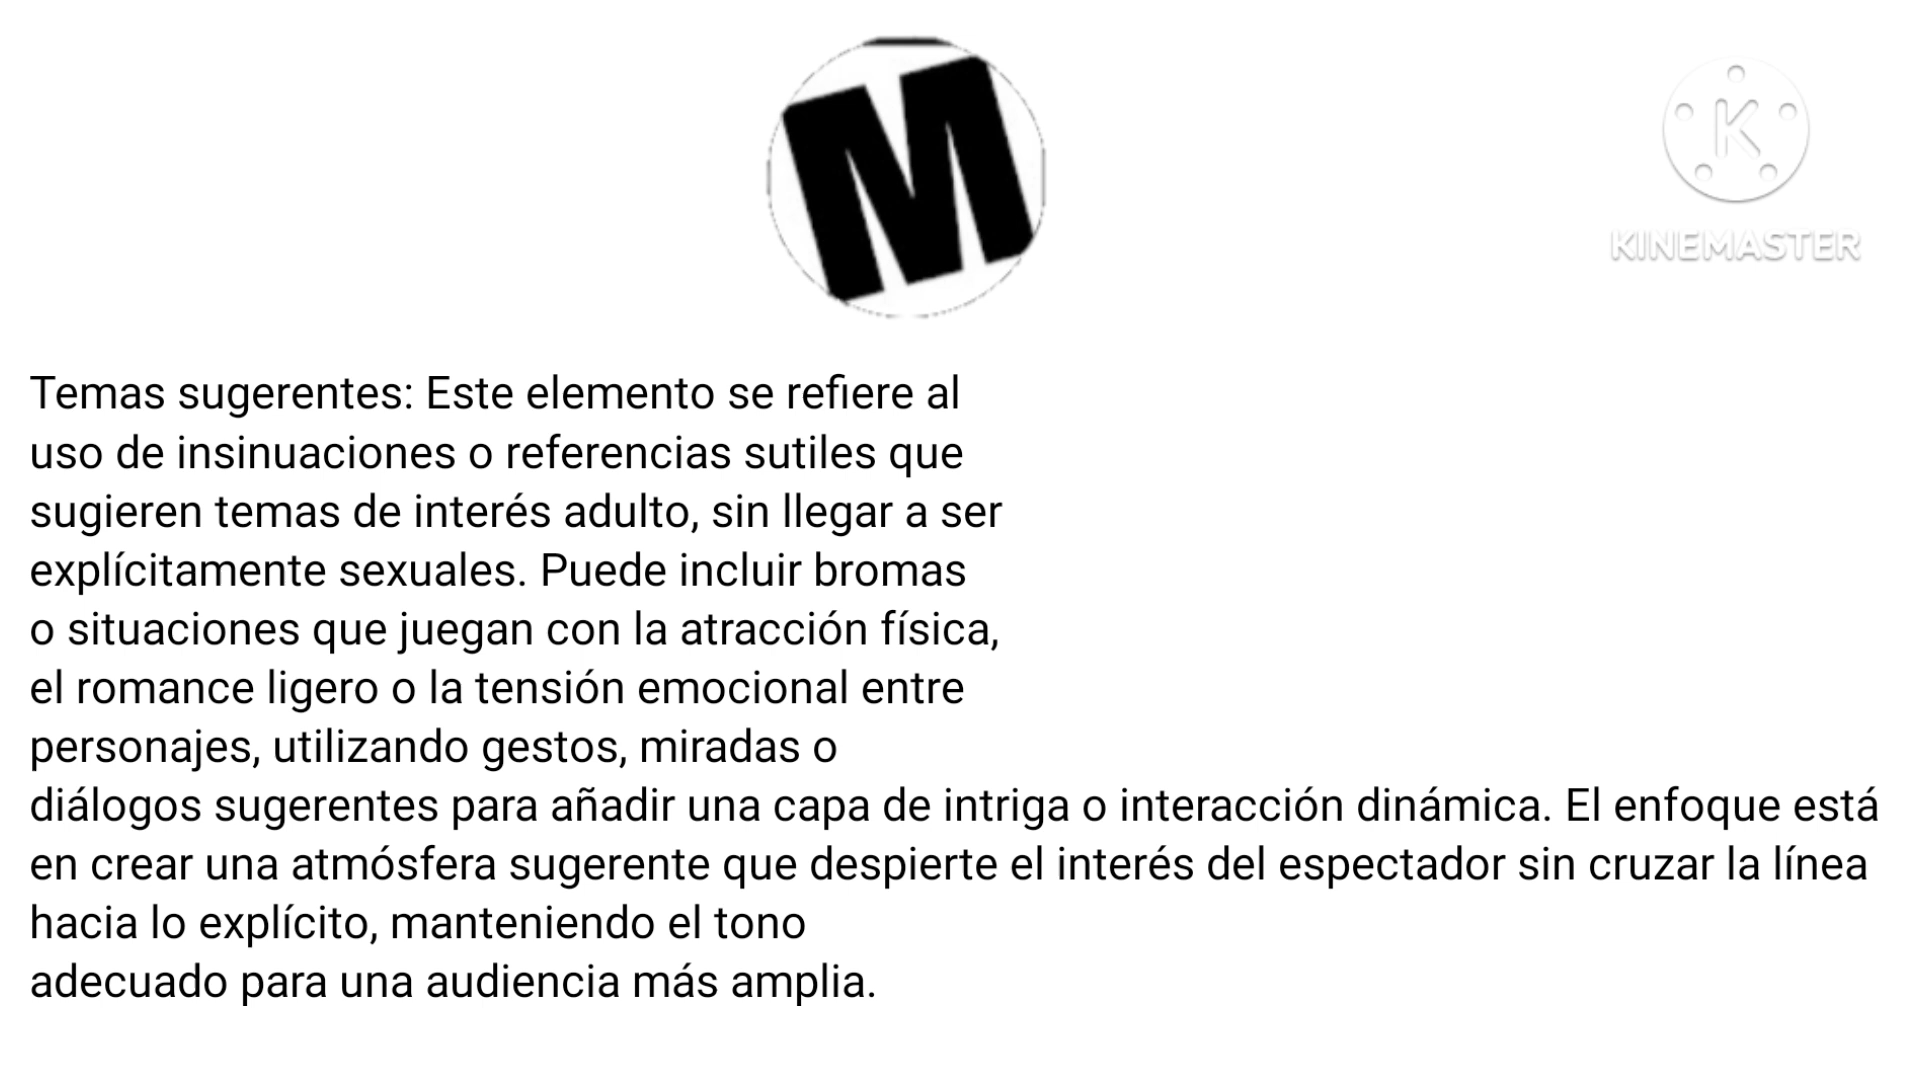 M
K
KINEMASTER
Temas sugerentes: Este elemento se refiere al
uso de insinuaciones o referencias sutiles que
sugieren temas de interés adulto, sin llegar a ser
explícitamente sexuales. Puede incluir bromas
o situaciones que juegan con la atracción física,
el romance ligero o la tensión emocional entre
personajes, utilizando gestos, miradas o
diálogos sugerentes para añadir una capa de intriga o interacción dinámica. El enfoque está
en crear una atmósfera sugerente que despierte el interés del espectador sin cruzar la línea
hacia lo explícito, manteniendo el tono
adecuado para una audiencia más amplia.